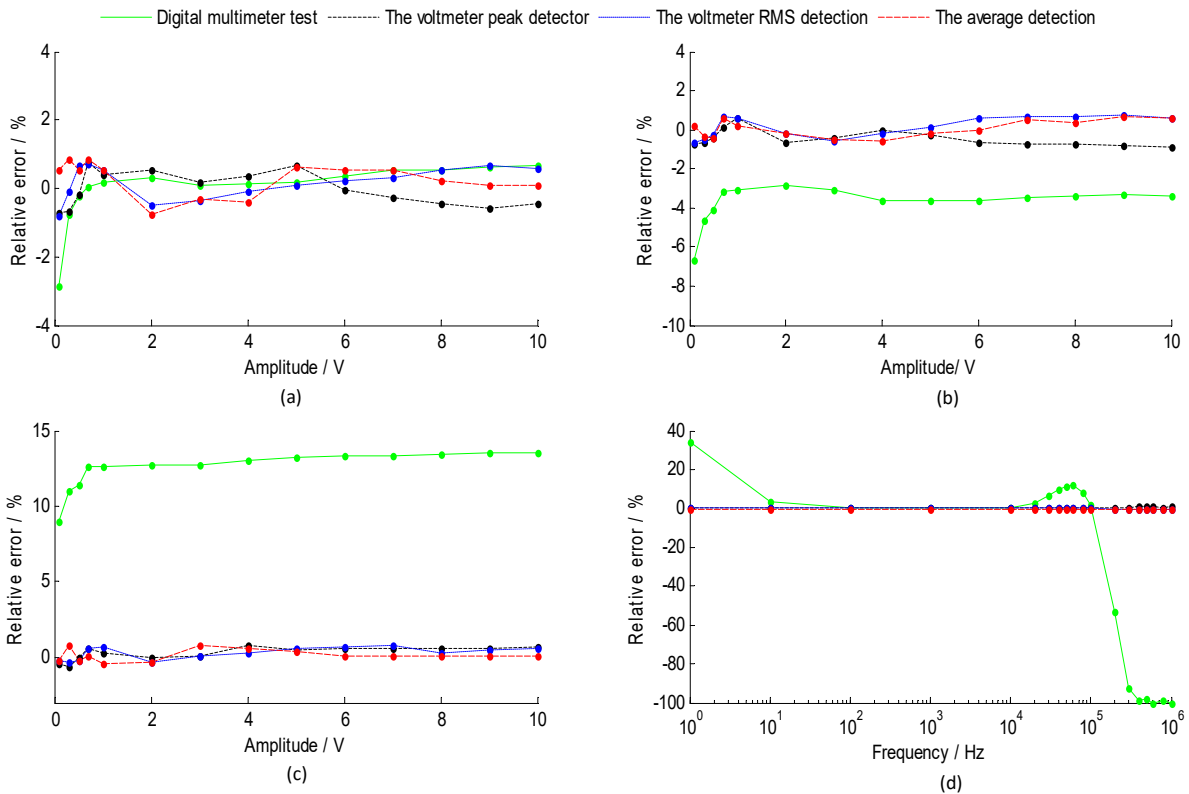 Digital multimeter test The voltmeter peak detector The voltmeter RMS detection The average detection
4
2
0
-2
-4
Relative error / %
0 2 4 6 8 10
Amplitude / V
(a)
4
2
0
-2
-4
-6
-8
-10
Relative error / %
0 2 4 6 8 10
Amplitude/ V
(b)
15
10
5
0
Relative error / %
0 2 4 6 8 10
Amplitude / V
(c)
40
20
0
-20
-40
-60
-80
-100
Relative error / %
10^0 10^1 10^2 10^3 10^4 10^5 10^6
Frequency / Hz
(d)